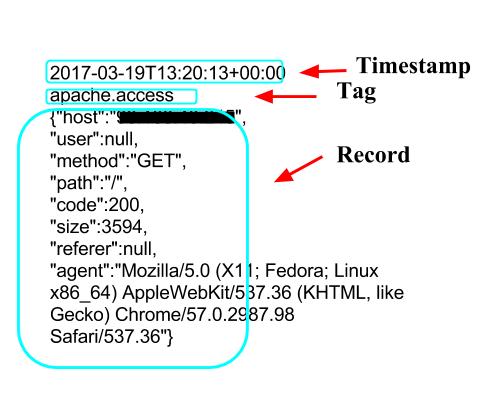 2017-03-19T13:20:13+00:00
Timestamp
apache.access
Tag
{"host":"",
"user":null,
"method":"GET",
"path":"/",
Record
"code":200,
"size":3594,
"referer":null,
"agent":"Mozilla/5.0 (X11; Fedora; Linux
x86_64) AppleWebKit/537.36 (KHTML, like
Gecko) Chrome/57.0.2987.98
Safari/537.36"}